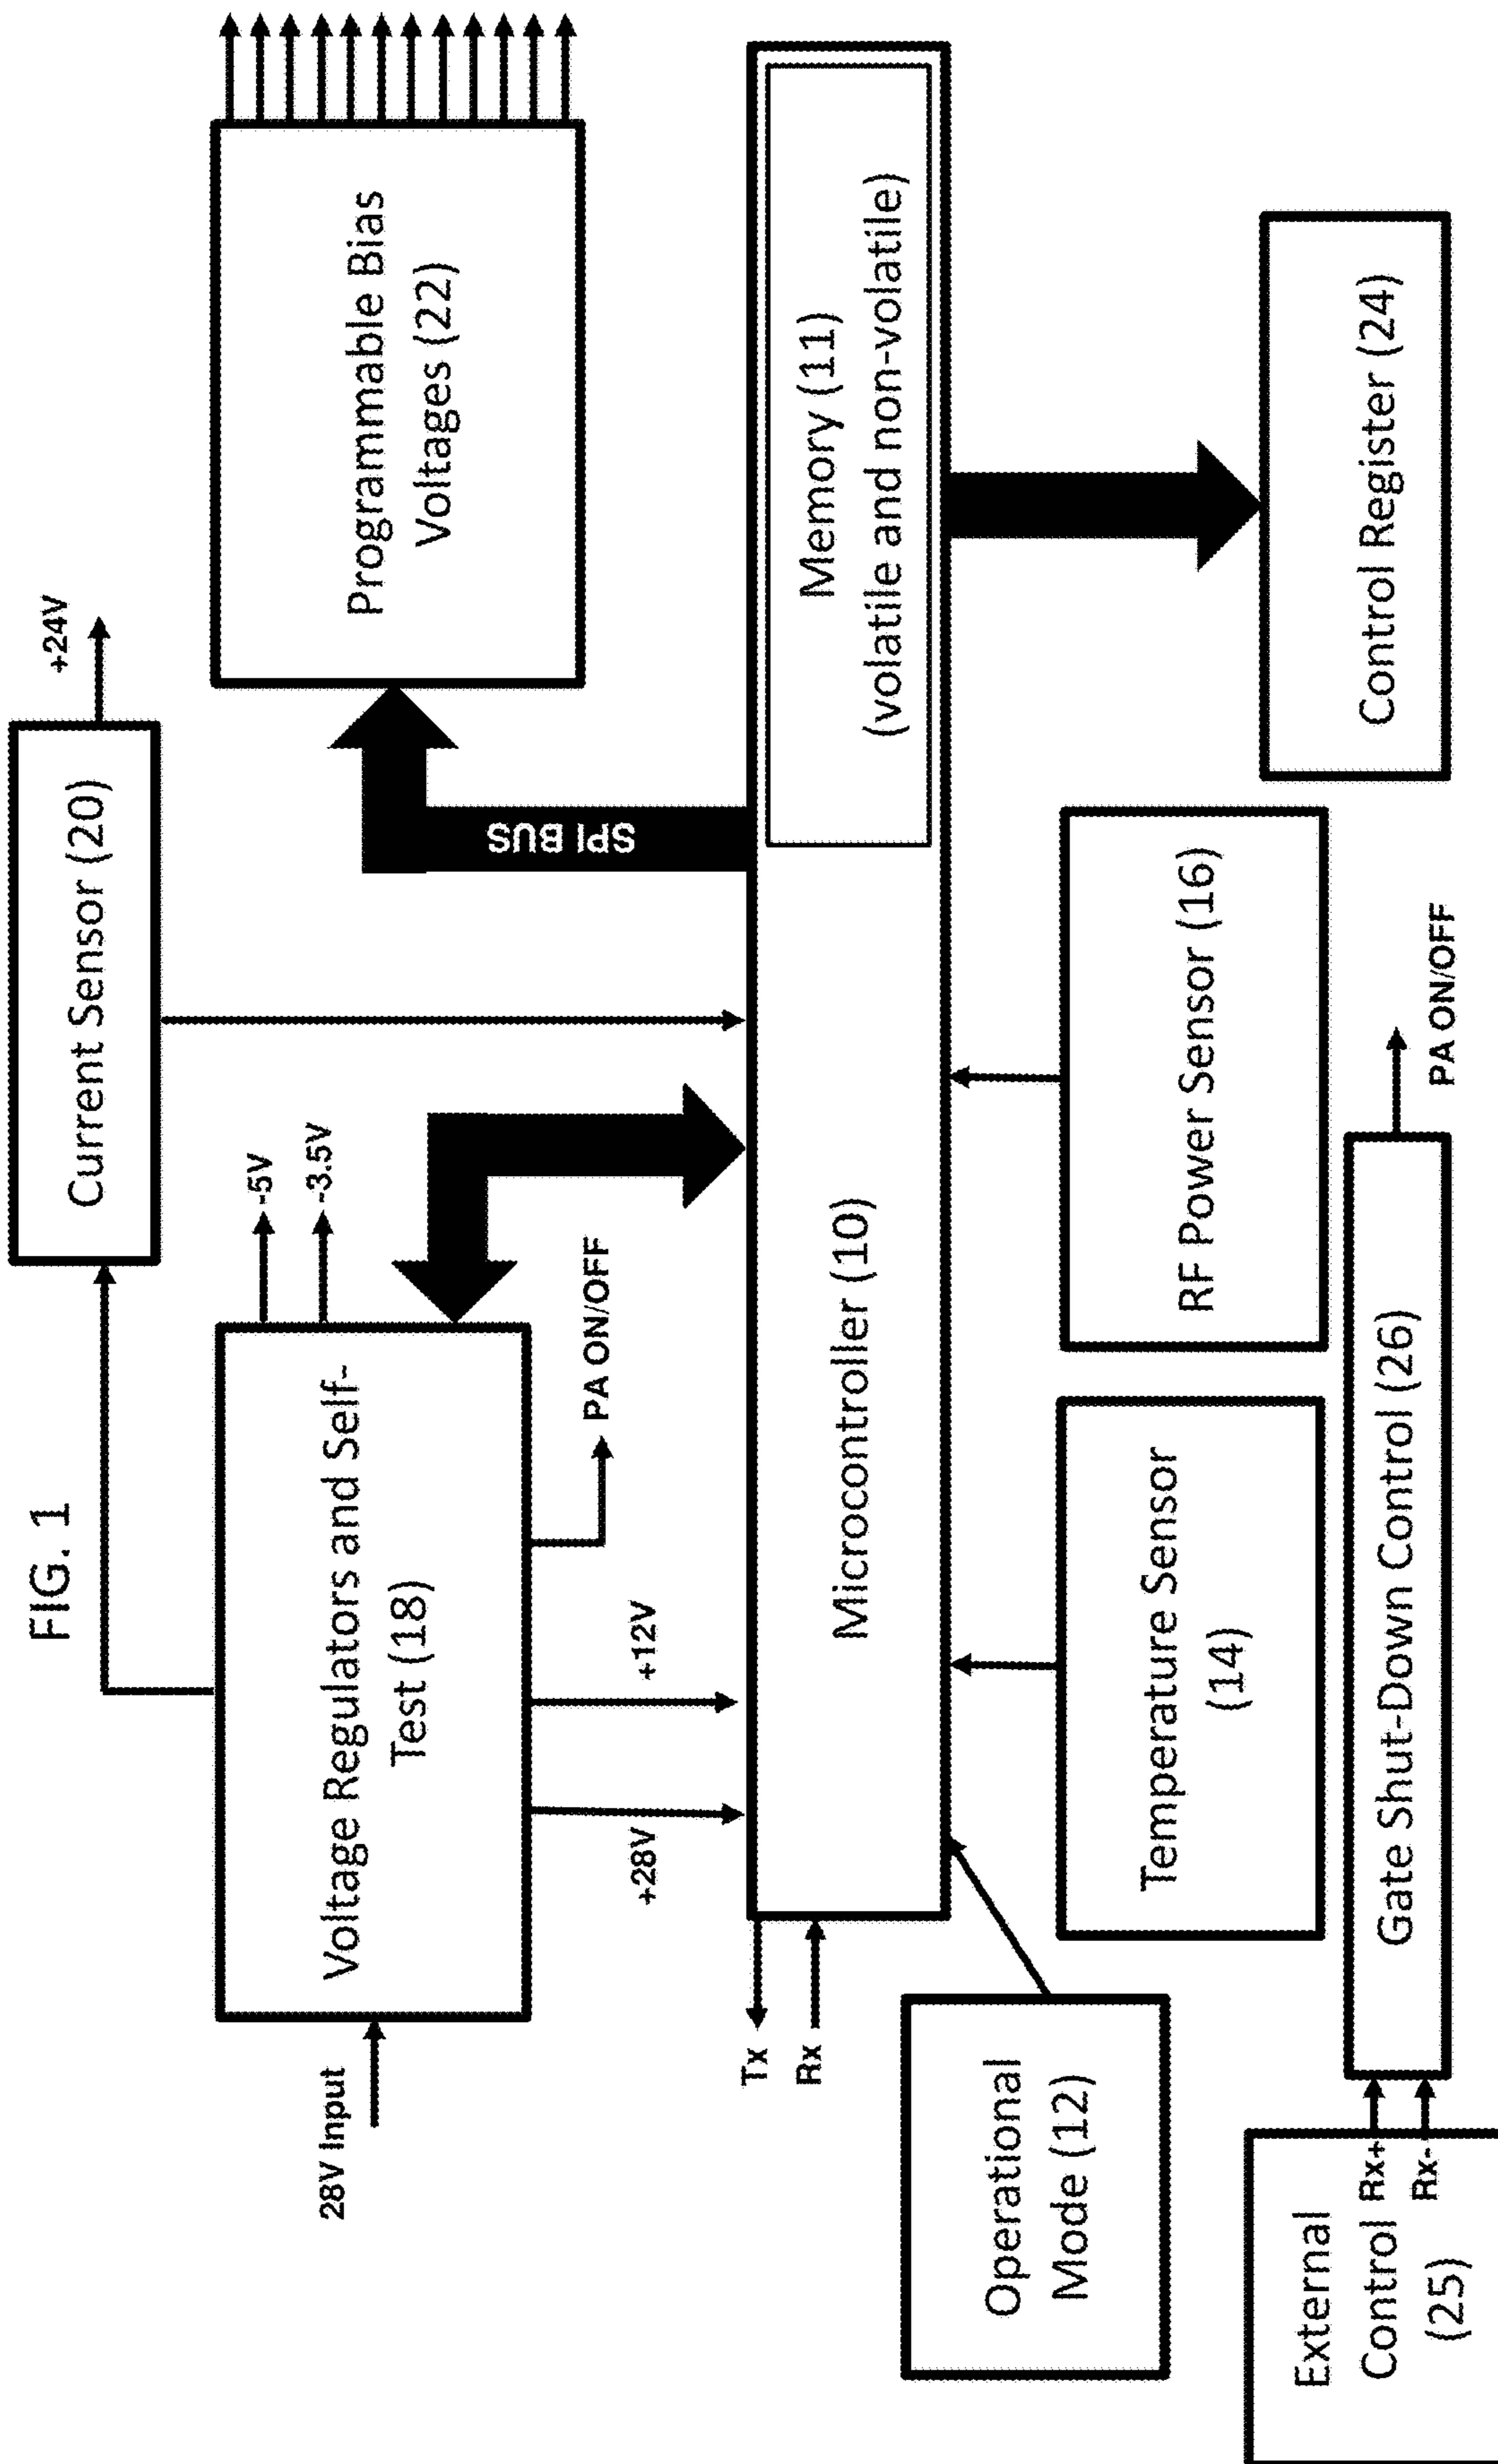 FIG. 1
Current Sensor (20)
+24V
28V Input
Voltage Regulators and Self-
Test (18)
-5V
-3.5V
PA ON/OFF
+28V
+12V
SPI BUS
Programmable Bias
Voltages (22)
Tx
Rx
Microcontroller (10)
Memory (11)
(volatile and non-volatile)
Operational
Mode (12)
Temperature Sensor
(14)
RF Power Sensor (16)
Control Register (24)
External
Control
(25)
Rx+
Rx-
Gate Shut-Down Control (26)
PA ON/OFF